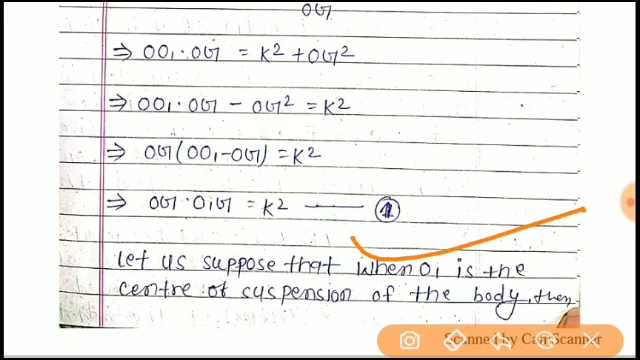 OG
⇒ OO₁·OG = K² + OG²
⇒ OO₁·OG - OG² = K²
⇒ OG(OO₁-OG) = K²
⇒ OG·O₁G = K² —— ①
Let us suppose that when O₁ is the
centre of suspension of the body, then
Scanned by CamScanner